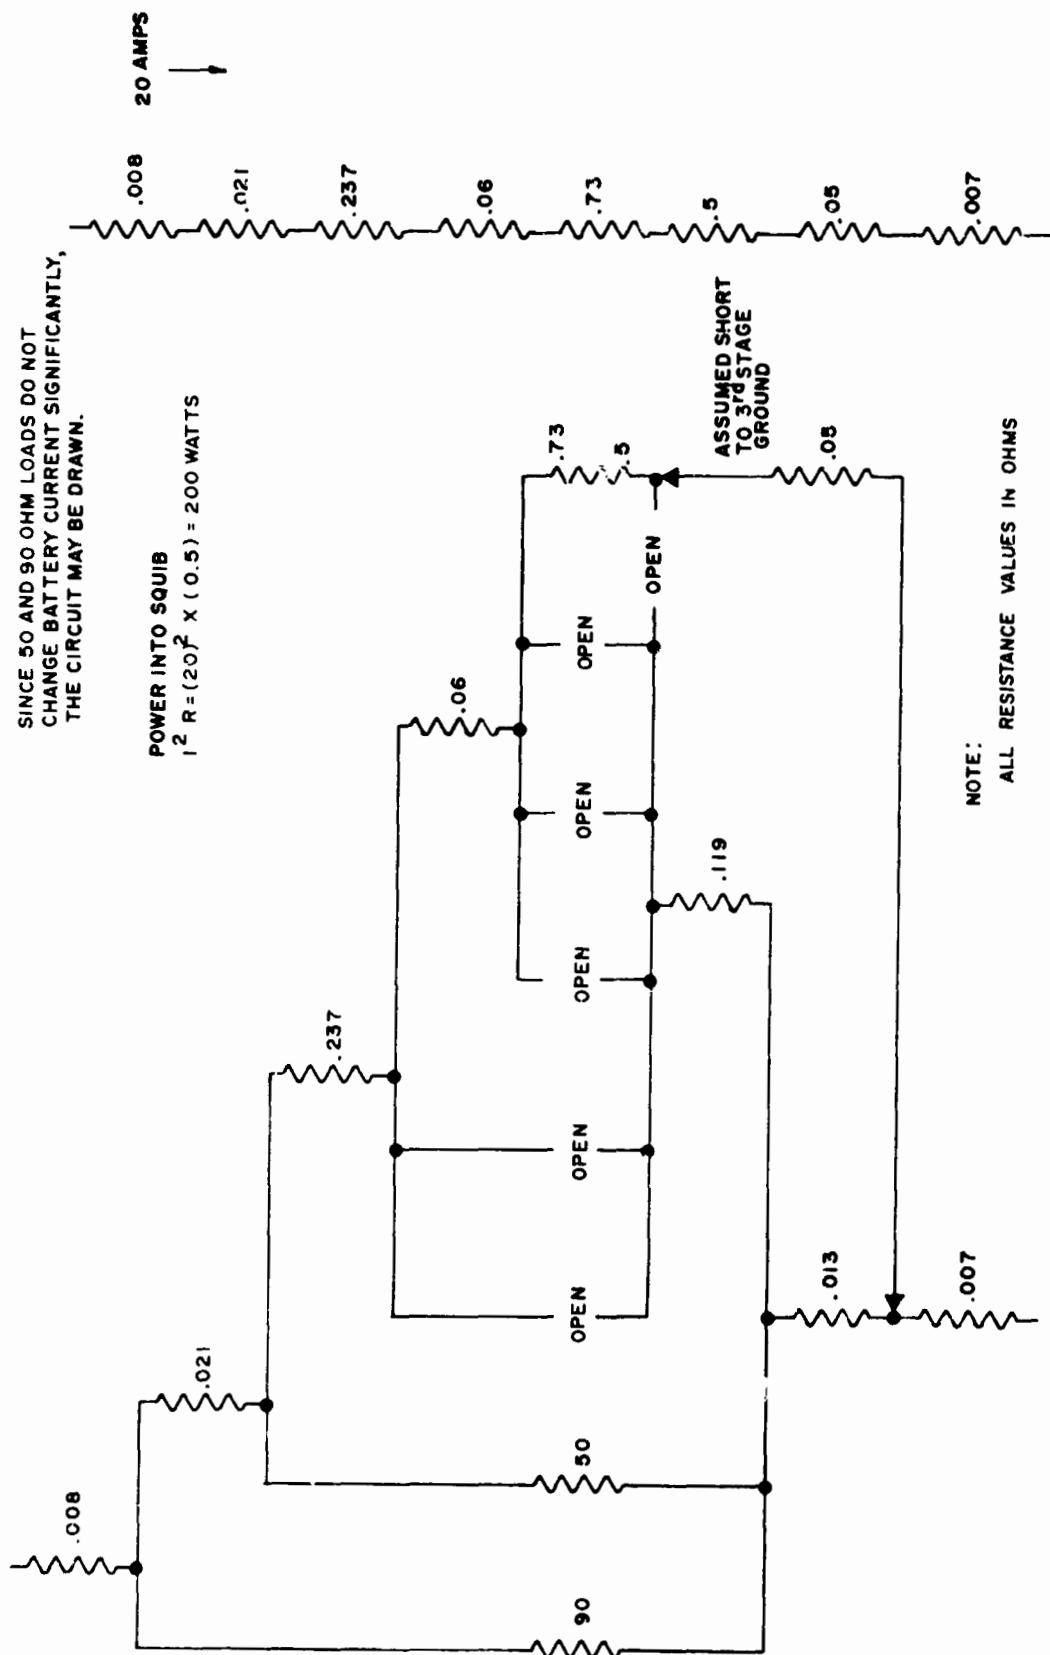 SINCE 50 AND 90 OHM LOADS DO NOT
CHANGE BATTERY CURRENT SIGNIFICANTLY,
THE CIRCUIT MAY BE DRAWN.
POWER INTO SQUIB
I² R = (20)² X (0.5) = 200 WATTS
20 AMPS
.008
.021
.237
.06
.73
.5
.05
.007
.008
.021
.237
.06
.73
.5
90
50
OPEN
OPEN
OPEN
OPEN
OPEN
OPEN
ASSUMED SHORT
TO 3rd STAGE
GROUND
.119
.05
.013
.007
NOTE:
ALL RESISTANCE VALUES IN OHMS